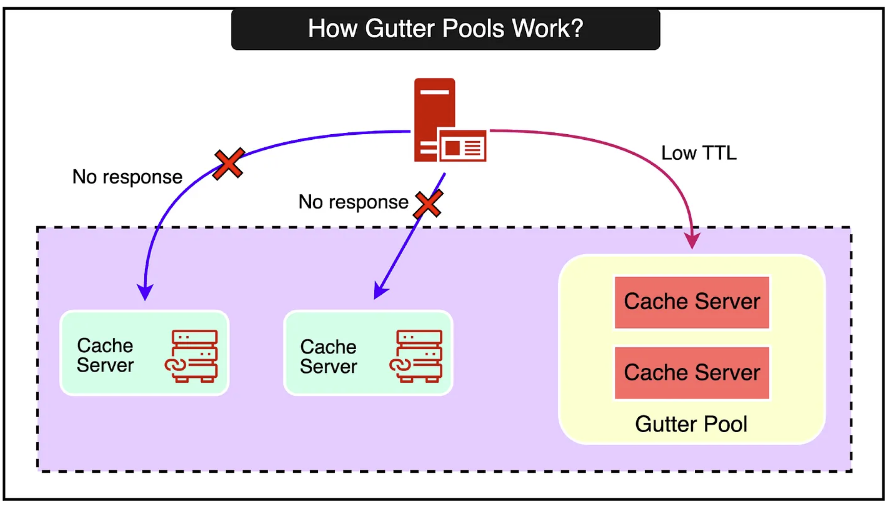 How Gutter Pools Work?
Low TTL
No response
No response
Cache
Server
Cache
Server
Cache Server
Cache Server
Gutter Pool